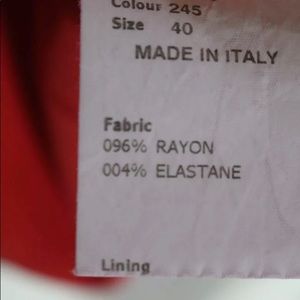 Colour 245
Size 40
MADE IN ITALY
Fabric
096% RAYON
004% ELASTANE
Lining